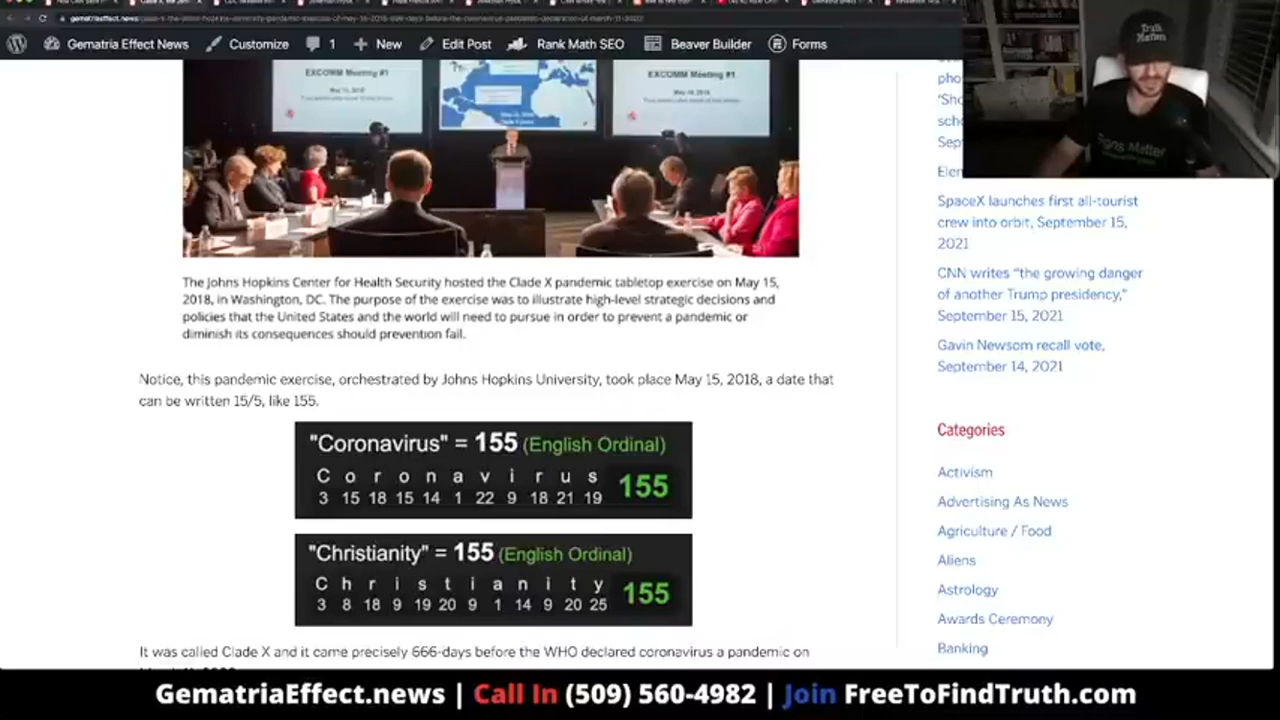 gematriaeffect.news
Gematria Effect News Customize 1 New Edit Post Rank Math SEO Beaver Builder Forms
EXCOMM Meeting #1
EXCOMM Meeting #1
Truth
Matters
Signs Matter
The Johns Hopkins Center for Health Security hosted the Clade X pandemic tabletop exercise on May 15,
2018, in Washington, DC. The purpose of the exercise was to illustrate high-level strategic decisions and
policies that the United States and the world will need to pursue in order to prevent a pandemic or
diminish its consequences should prevention fail.
Notice, this pandemic exercise, orchestrated by Johns Hopkins University, took place May 15, 2018, a date that
can be written 15/5, like 155.
"Coronavirus" = 155 (English Ordinal)
C o r o n a v i r u s
3 15 18 15 14 1 22 9 18 21 19
155
"Christianity" = 155 (English Ordinal)
C h r i s t i a n i t y
3 8 18 9 19 20 9 1 14 9 20 25
155
It was called Clade X and it came precisely 666-days before the WHO declared coronavirus a pandemic on
SpaceX launches first all-tourist
crew into orbit, September 15,
2021
CNN writes “the growing danger
of another Trump presidency,”
September 15, 2021
Gavin Newsom recall vote,
September 14, 2021
Categories
Activism
Advertising As News
Agriculture / Food
Aliens
Astrology
Awards Ceremony
Banking
GematriaEffect.news | Call In (509) 560-4982 | Join FreeToFindTruth.com